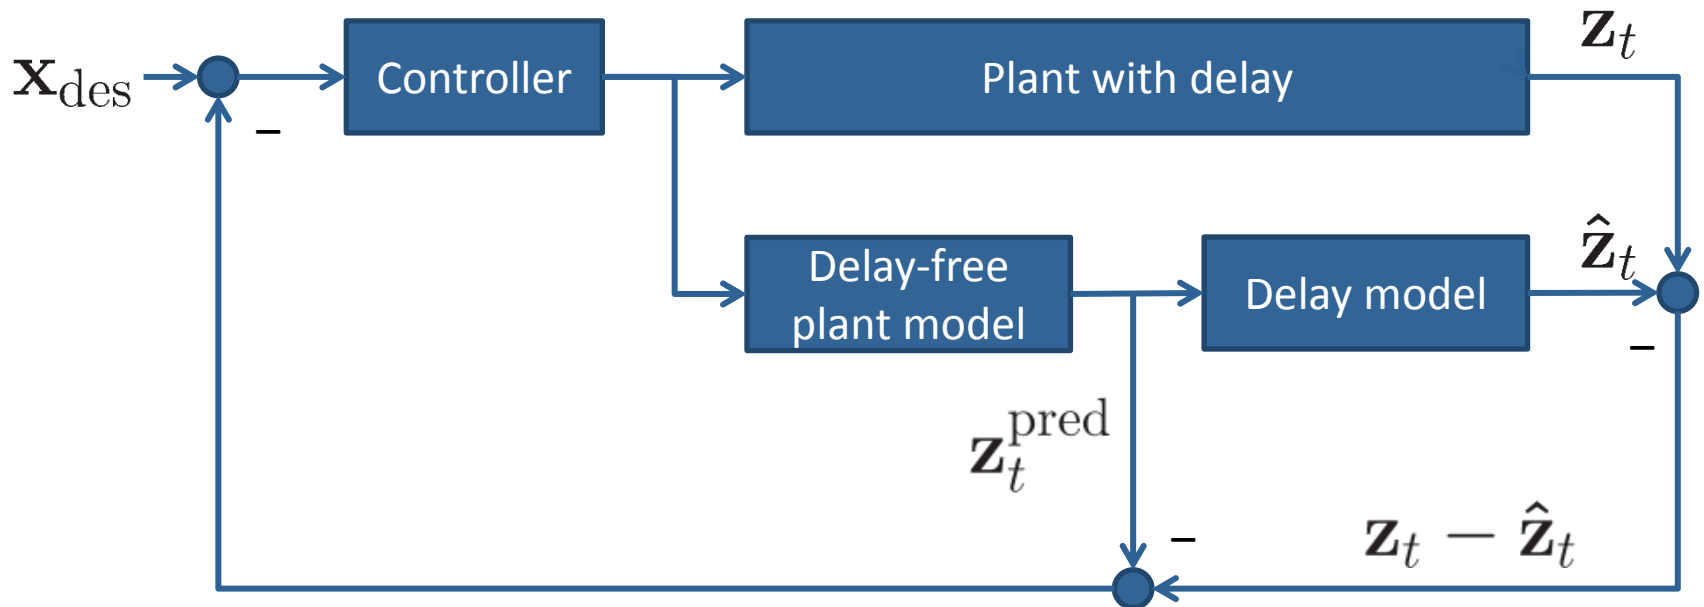 x_des
Controller
Plant with delay
z_t
–
Delay-free
plant model
Delay model
ẑ_t
–
z_t^pred
–
z_t − ẑ_t